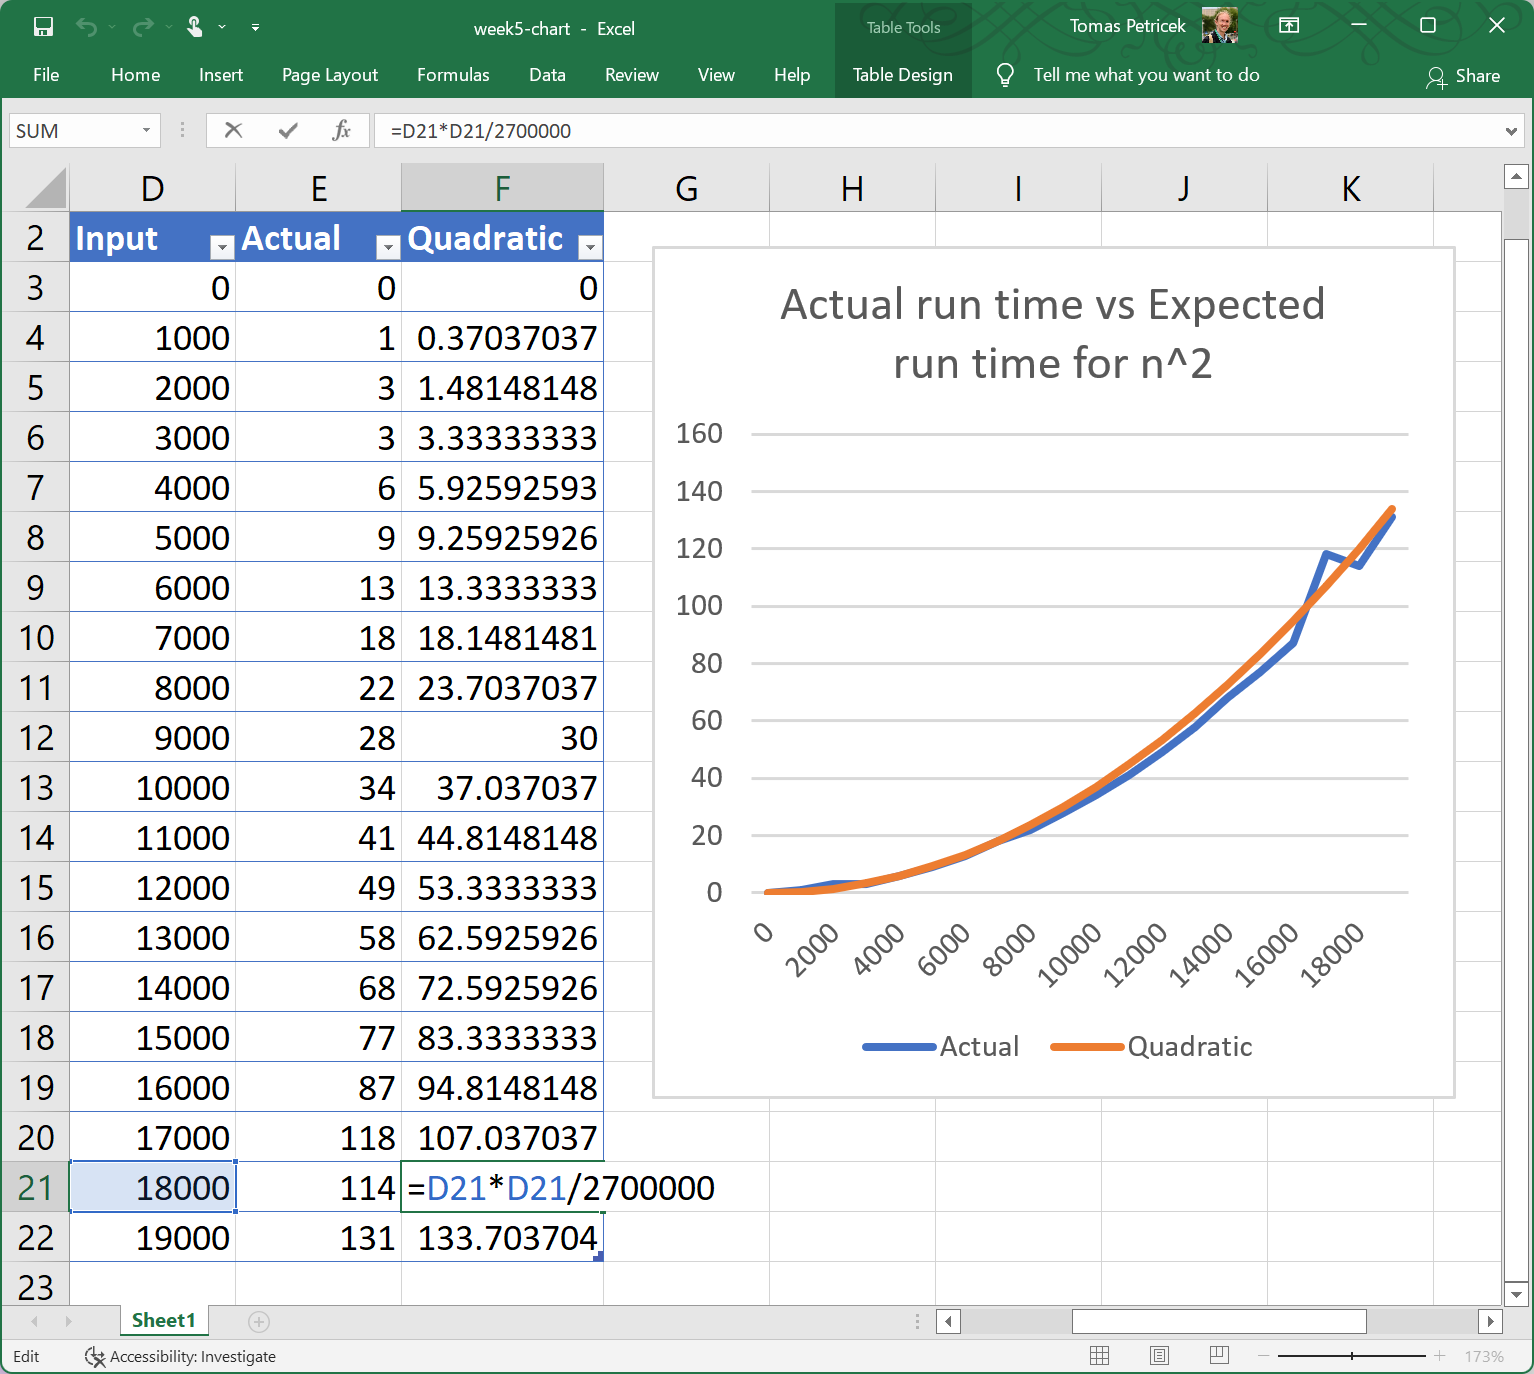 week5-chart - Excel
Table Tools
Tomas Petricek
File Home Insert Page Layout Formulas Data Review View Help Table Design Tell me what you want to do Share
SUM fx =D21*D21/2700000
D E F G H I J K
2 Input Actual Quadratic
3 0 0 0
4 1000 1 0.37037037
5 2000 3 1.48148148
6 3000 3 3.33333333
7 4000 6 5.92592593
8 5000 9 9.25925926
9 6000 13 13.3333333
10 7000 18 18.1481481
11 8000 22 23.7037037
12 9000 28 30
13 10000 34 37.037037
14 11000 41 44.8148148
15 12000 49 53.3333333
16 13000 58 62.5925926
17 14000 68 72.5925926
18 15000 77 83.3333333
19 16000 87 94.8148148
20 17000 118 107.037037
21 18000 114 =D21*D21/2700000
22 19000 131 133.703704
23
Actual run time vs Expected
run time for n^2
160
140
120
100
80
60
40
20
0
0 2000 4000 6000 8000 10000 12000 14000 16000 18000
Actual Quadratic
Sheet1
Edit Accessibility: Investigate 173%